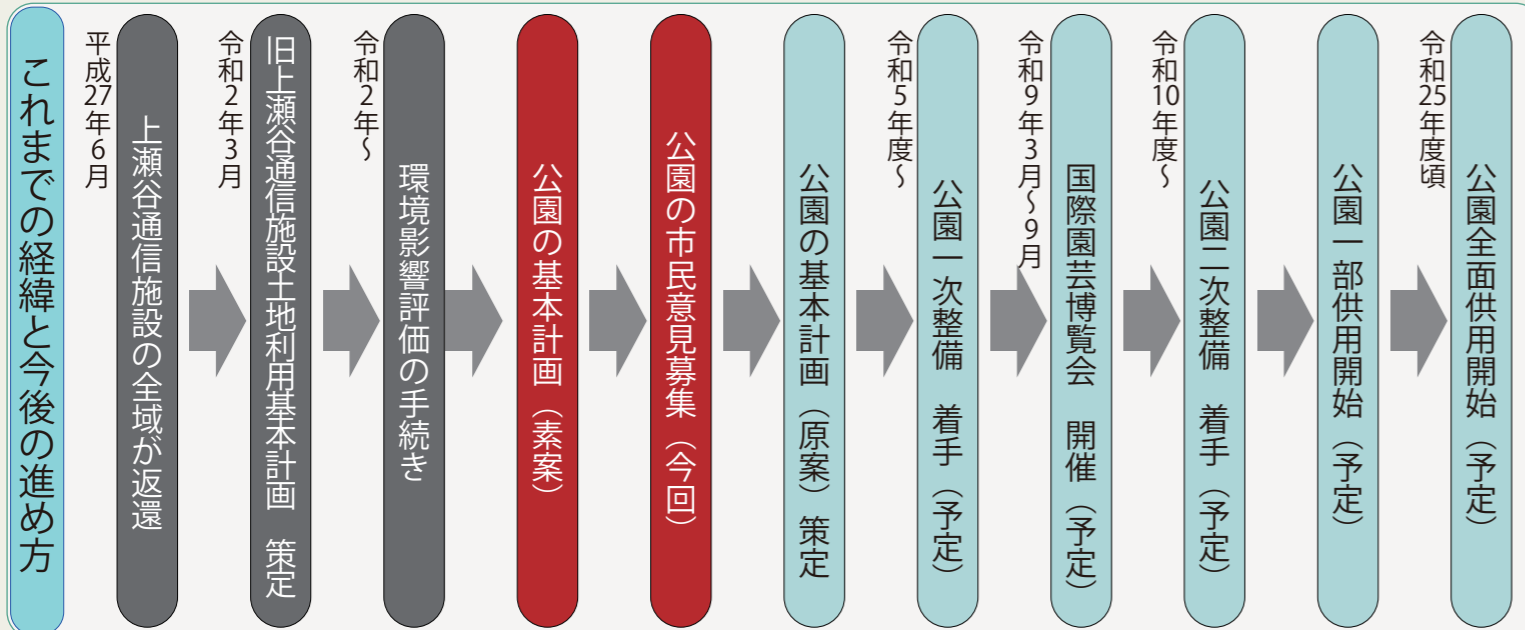 これまでの経緯と今後の進め方
平成27年6月
上瀬谷通信施設の全域が返還
令和2年3月
旧上瀬谷通信施設土地利用基本計画　策定
令和2年～
環境影響評価の手続き
公園の基本計画（素案）
公園の市民意見募集（今回）
公園の基本計画（原案）策定
令和5年度～
公園一次整備　着手（予定）
令和9年3月～9月
国際園芸博覧会　開催（予定）
令和10年度～
公園二次整備　着手（予定）
公園一部供用開始（予定）
令和25年度頃
公園全面供用開始（予定）